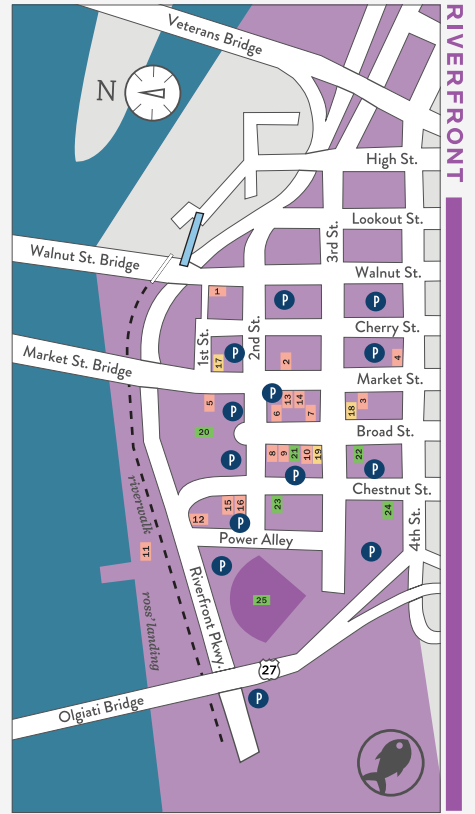 RIVERFRONT
Veterans Bridge
N
High St.
Lookout St.
3rd St.
Walnut St. Bridge
Walnut St.
1
P
P
Cherry St.
1st St.
2nd St.
17
P
2
P
4
Market St. Bridge
Market St.
5
P
P
6
13
14
7
18
3
20
Broad St.
P
8
9
21
10
19
22
P
P
Chestnut St.
12
15
16
P
23
24
4th St.
riverwalk
Power Alley
11
P
P
25
ross' landing
Riverfront Pkwy.
27
Olgiati Bridge
P